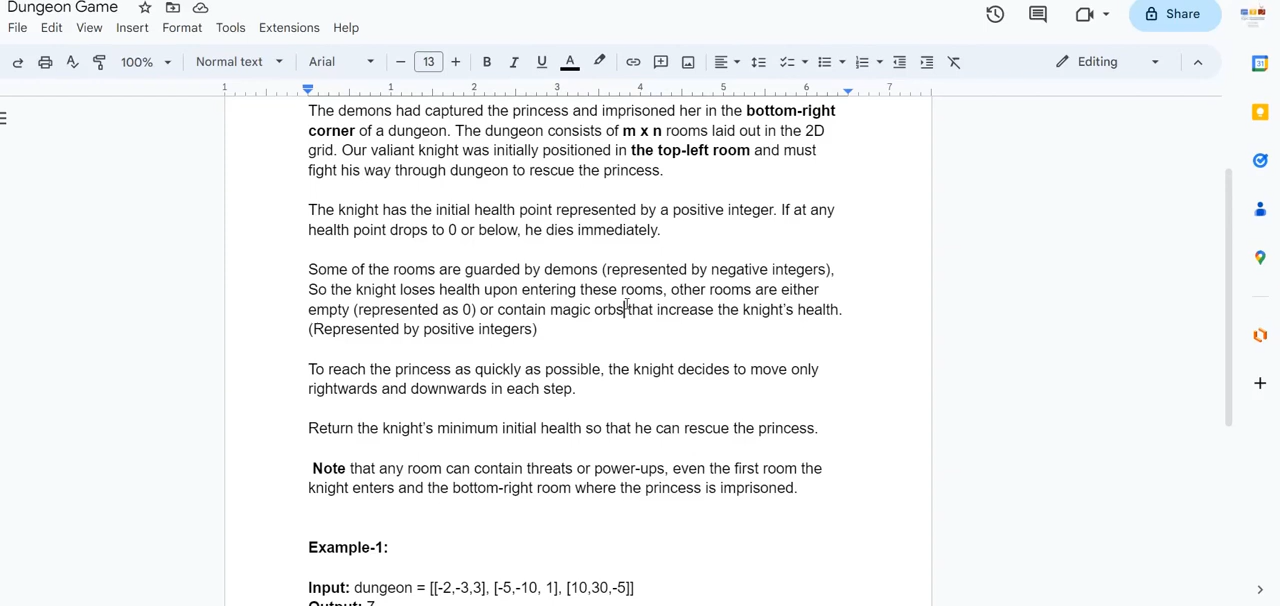 Dungeon Game
File Edit View Insert Format Tools Extensions Help
Share
100% Normal text Arial 13 Editing
1 1 2 3 4 5 6 7
The demons had captured the princess and imprisoned her in the bottom-right
corner of a dungeon. The dungeon consists of m x n rooms laid out in the 2D
grid. Our valiant knight was initially positioned in the top-left room and must
fight his way through dungeon to rescue the princess.
The knight has the initial health point represented by a positive integer. If at any
health point drops to 0 or below, he dies immediately.
Some of the rooms are guarded by demons (represented by negative integers),
So the knight loses health upon entering these rooms, other rooms are either
empty (represented as 0) or contain magic orbs that increase the knight's health.
(Represented by positive integers)
To reach the princess as quickly as possible, the knight decides to move only
rightwards and downwards in each step.
Return the knight's minimum initial health so that he can rescue the princess.
Note that any room can contain threats or power-ups, even the first room the
knight enters and the bottom-right room where the princess is imprisoned.
Example-1:
Input: dungeon = [[-2,-3,3], [-5,-10, 1], [10,30,-5]]
Output: 7